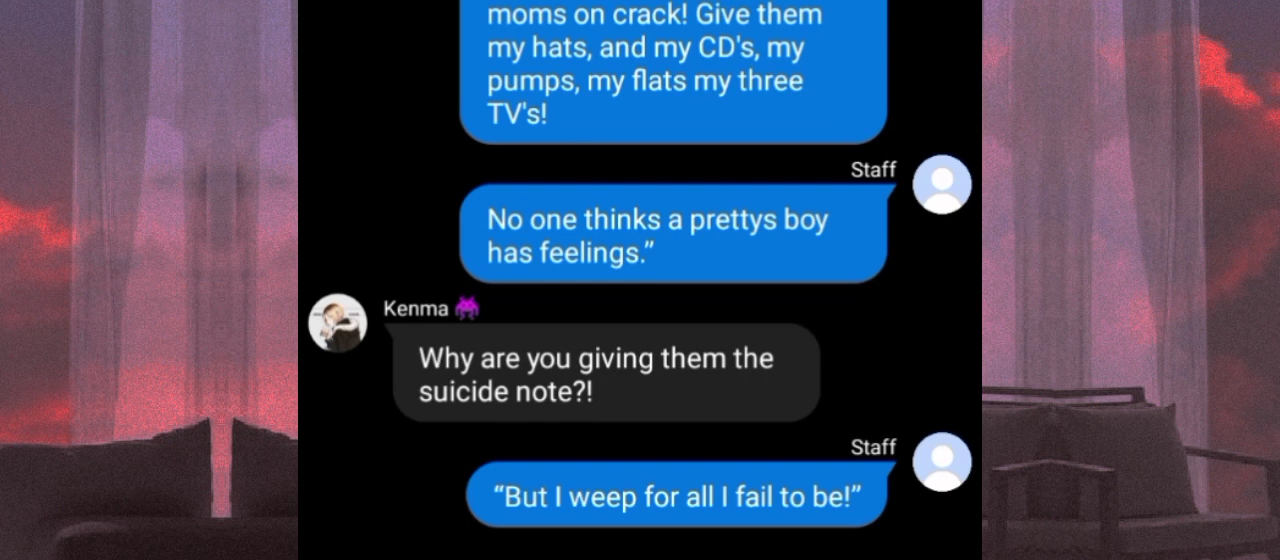 moms on crack! Give them
my hats, and my CD's, my
pumps, my flats my three
TV's!
Staff
No one thinks a prettys boy
has feelings.”
Kenma 👾
Why are you giving them the
suicide note?!
Staff
“But I weep for all I fail to be!”